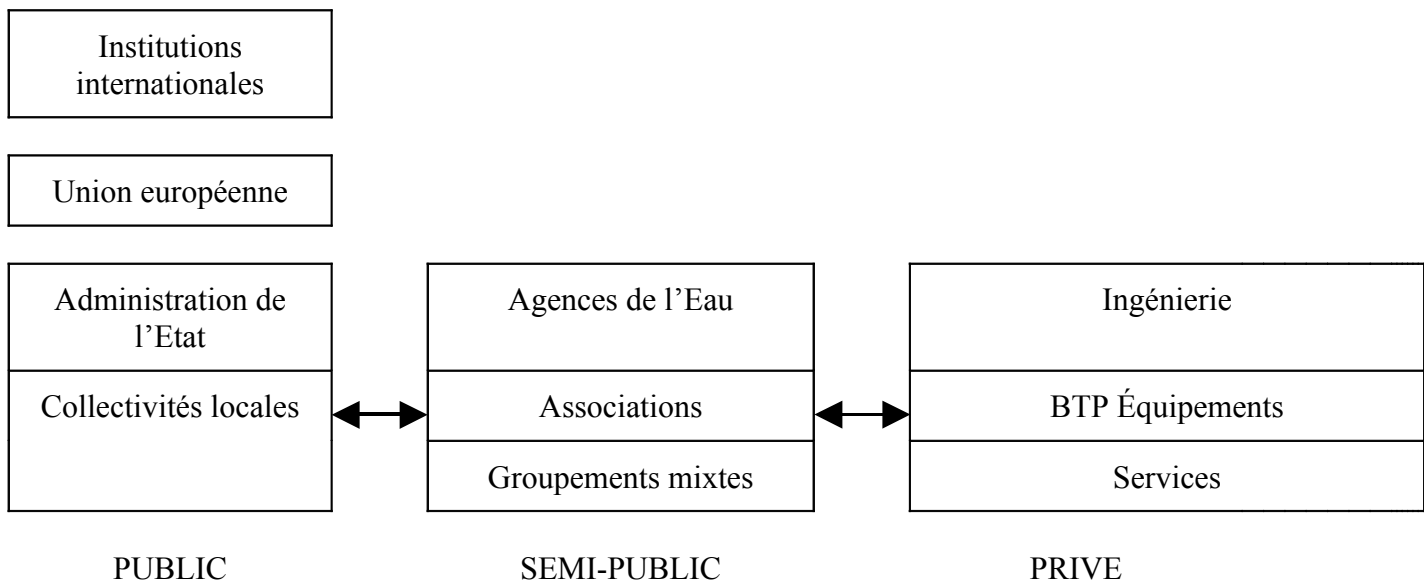 Institutions
internationales
Union européenne
Administration de
l’Etat
Agences de l’Eau
Ingénierie
Collectivités locales
Associations
BTP Équipements
Groupements mixtes
Services
PUBLIC
SEMI-PUBLIC
PRIVE